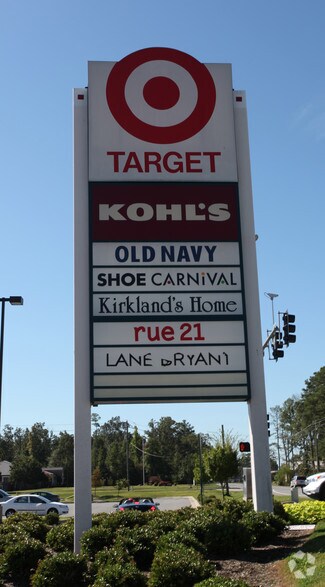 TARGET
KOHL'S
OLD NAVY
SHOE CARNIVAL
Kirkland's Home
rue 21
LANE BRYANT